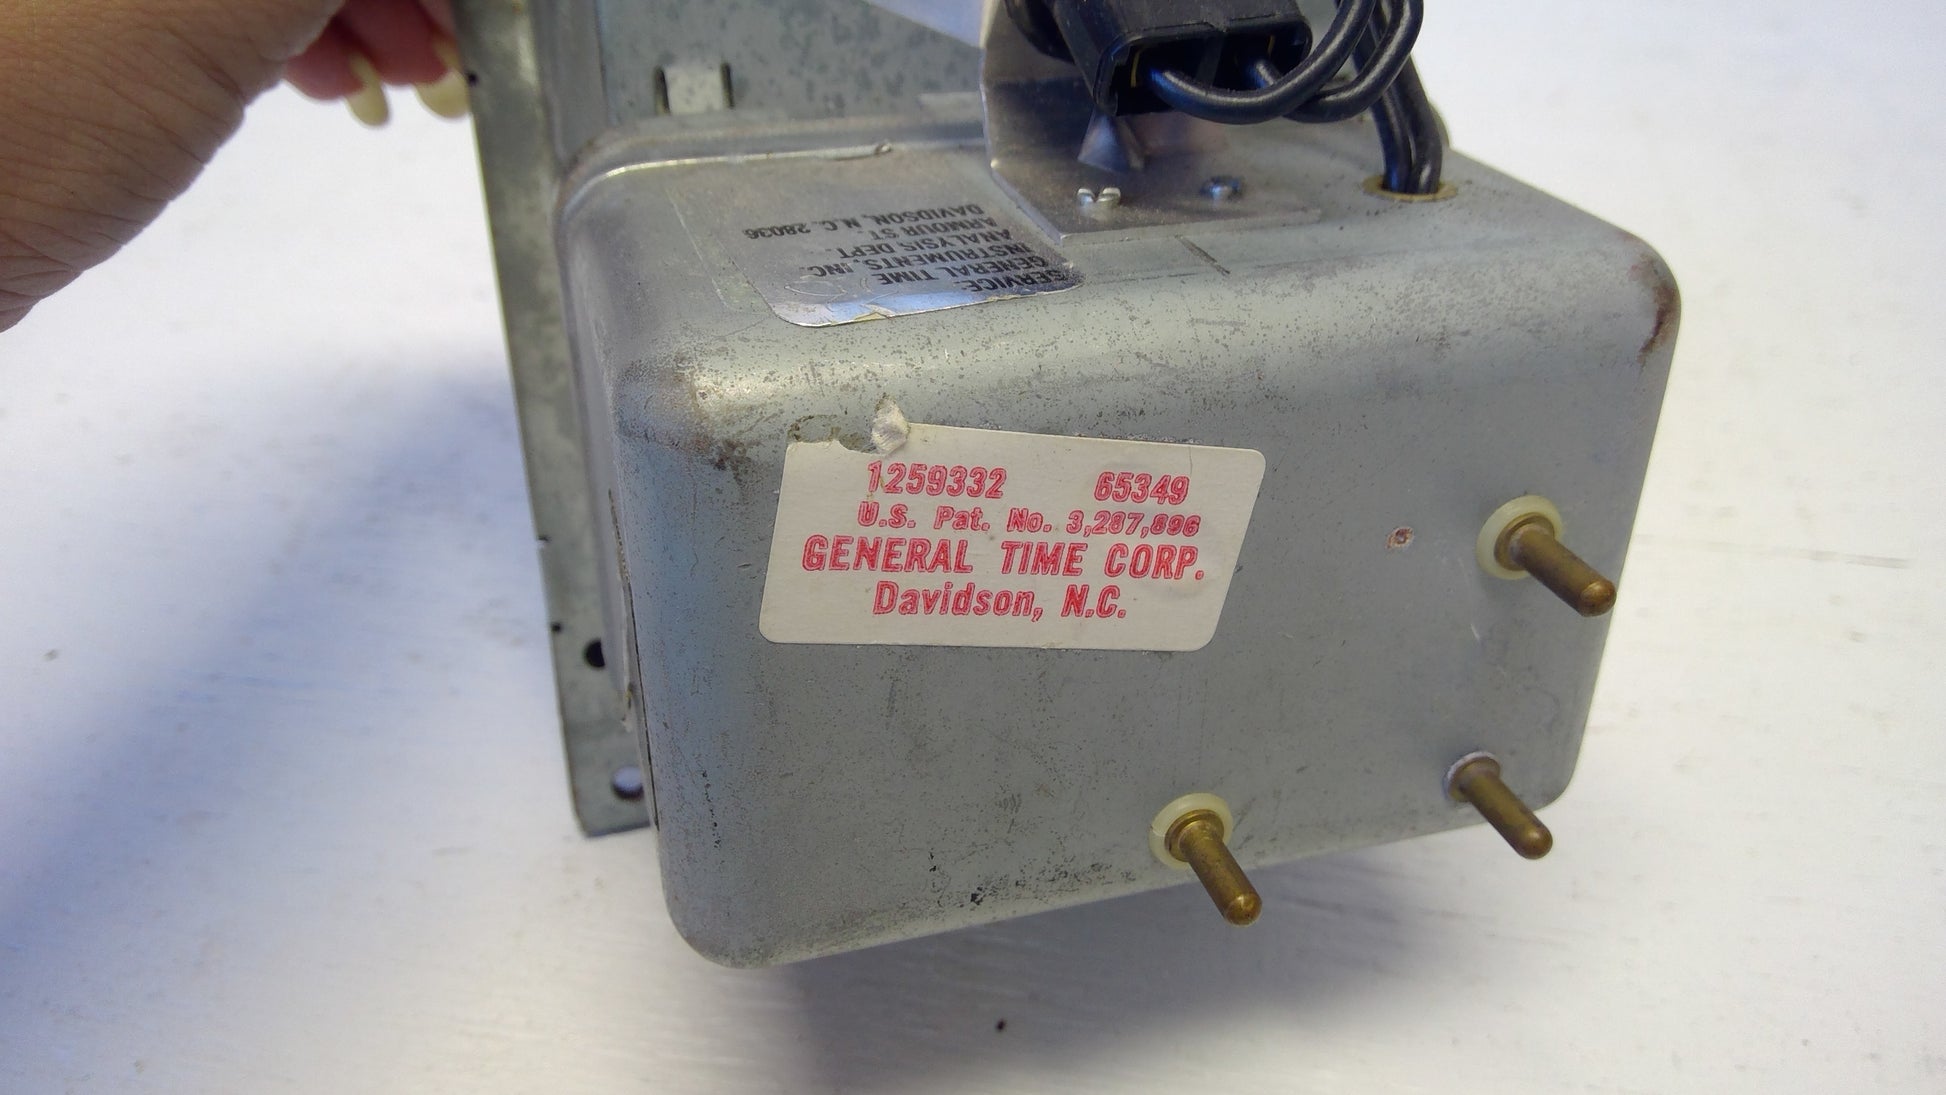 SERVICE
GENERAL TIME
INSTRUMENTS, INC.
ANALYSIS DEPT.
ARMOUR ST.
DAVIDSON, N.C. 28036
1259332 65349
U.S. Pat. No. 3,287,896
GENERAL TIME CORP.
Davidson, N.C.